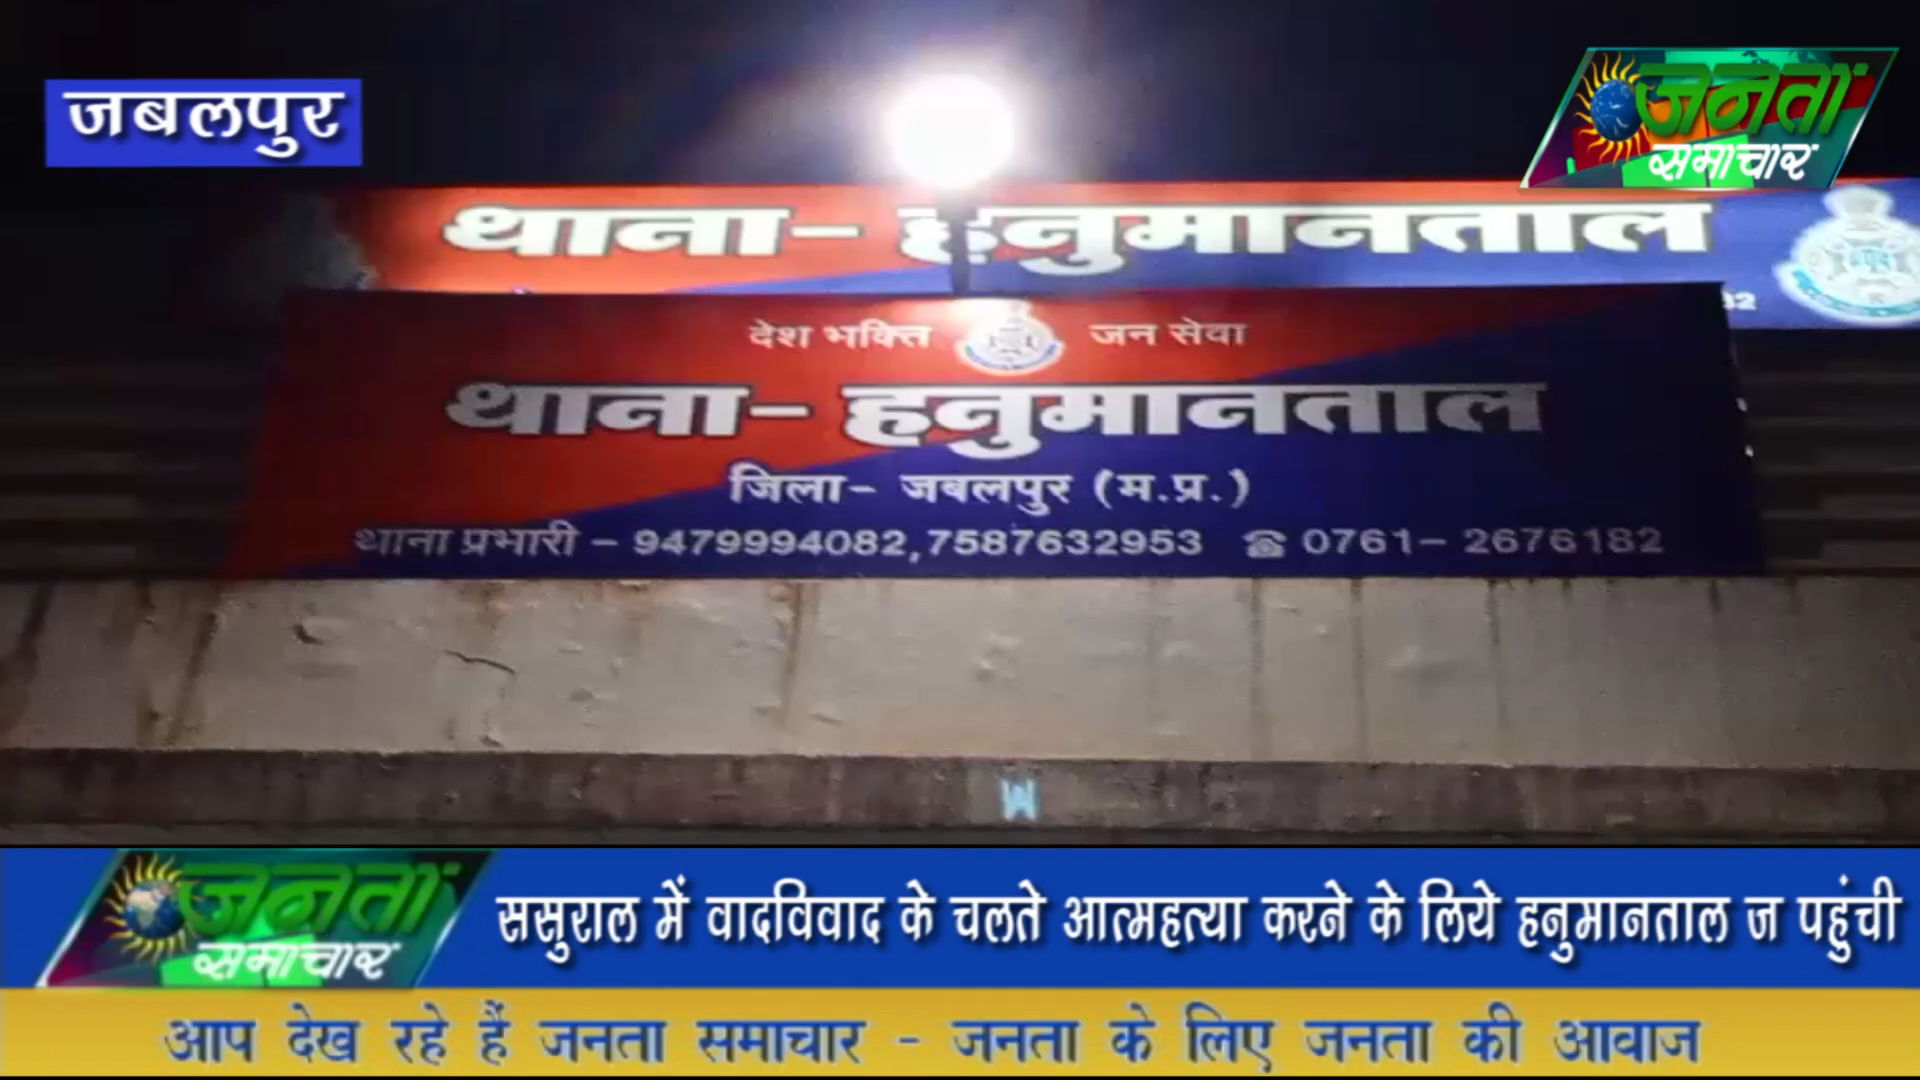 जबलपुर
जनता
समाचार
थाना- हनुमानताल
देश भक्ति जन सेवा
थाना- हनुमानताल
जिला- जबलपुर (म.प्र.)
थाना प्रभारी - 9479994082,7587632953 ☎ 0761- 2676182
W
जनता
समाचार
ससुराल में वादविवाद के चलते आत्महत्या करने के लिये हनुमानताल ज पहुंची
आप देख रहे हैं जनता समाचार - जनता के लिए जनता की आवाज